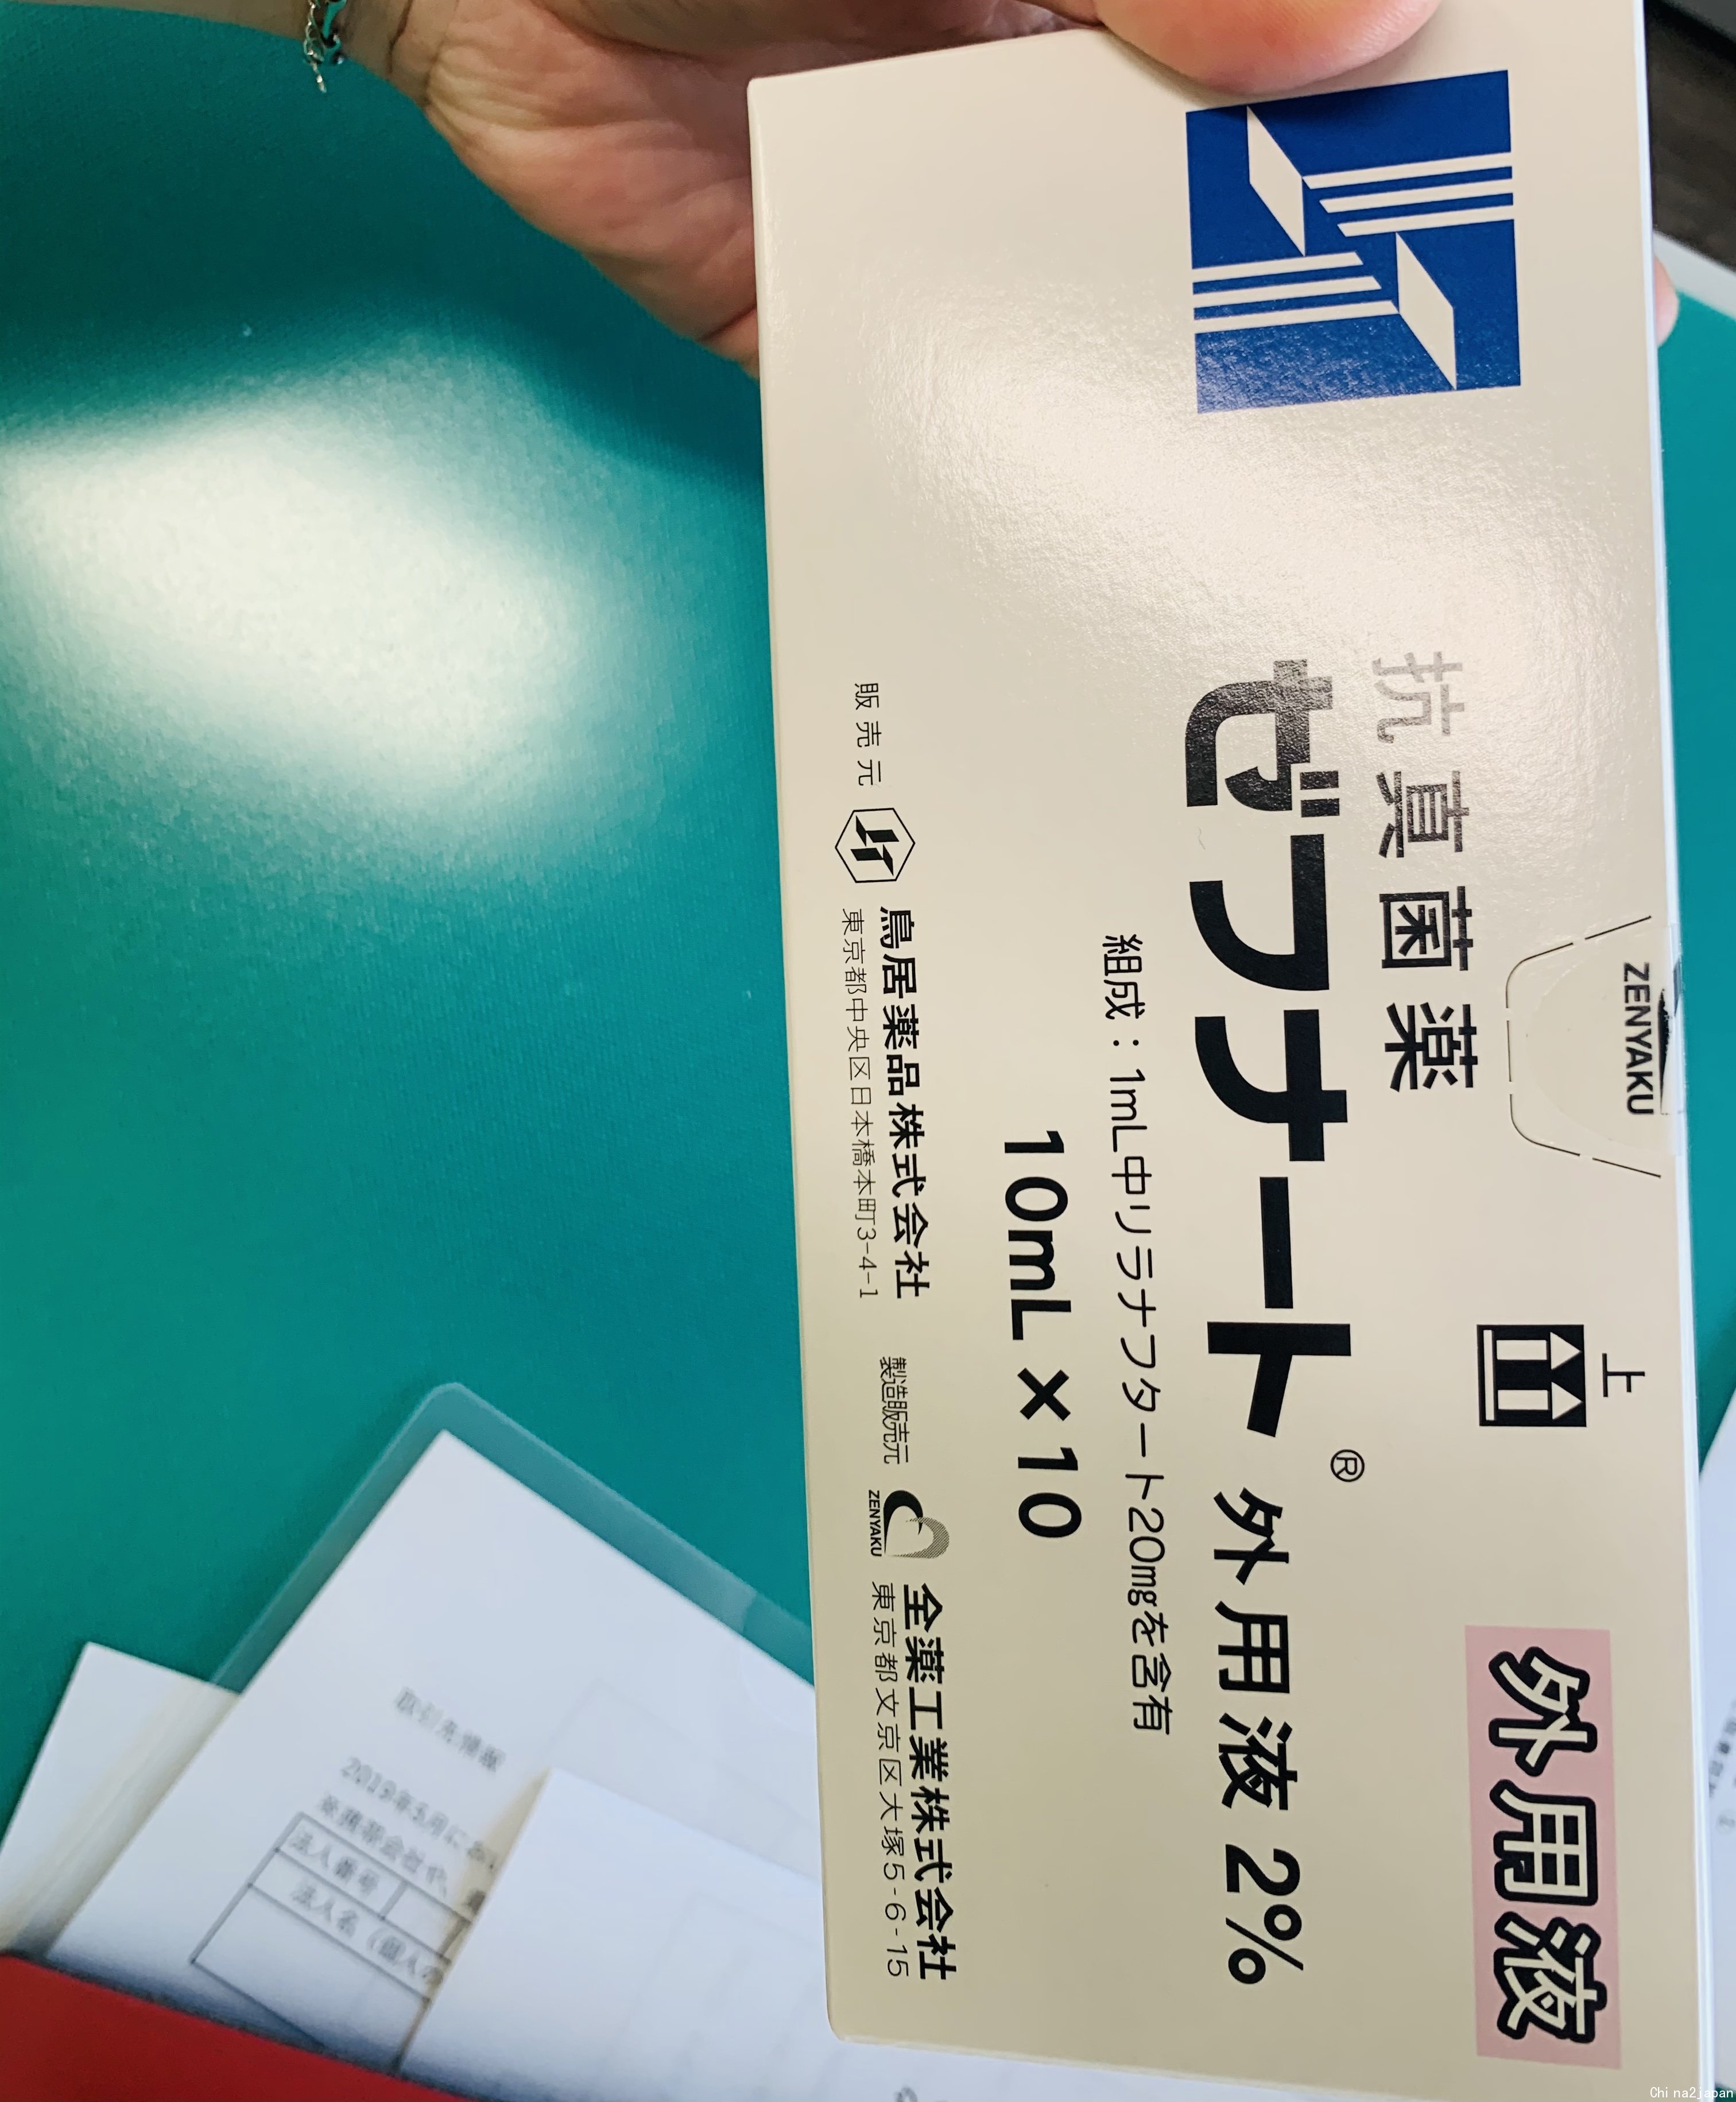 ZENYAKU
上
外用液
抗真菌薬
ゼフナート® 外用液 2%
組成：1mL中リラナフタート20mgを含有
10mL×10
販売元
鳥居薬品株式会社
東京都中央区日本橋本町3-4-1
製造販売元
ZENYAKU
全薬工業株式会社
東京都文京区大塚5-6-15
取引先情報
2019年5月に
法人番号
法人名（個人の
China2japan